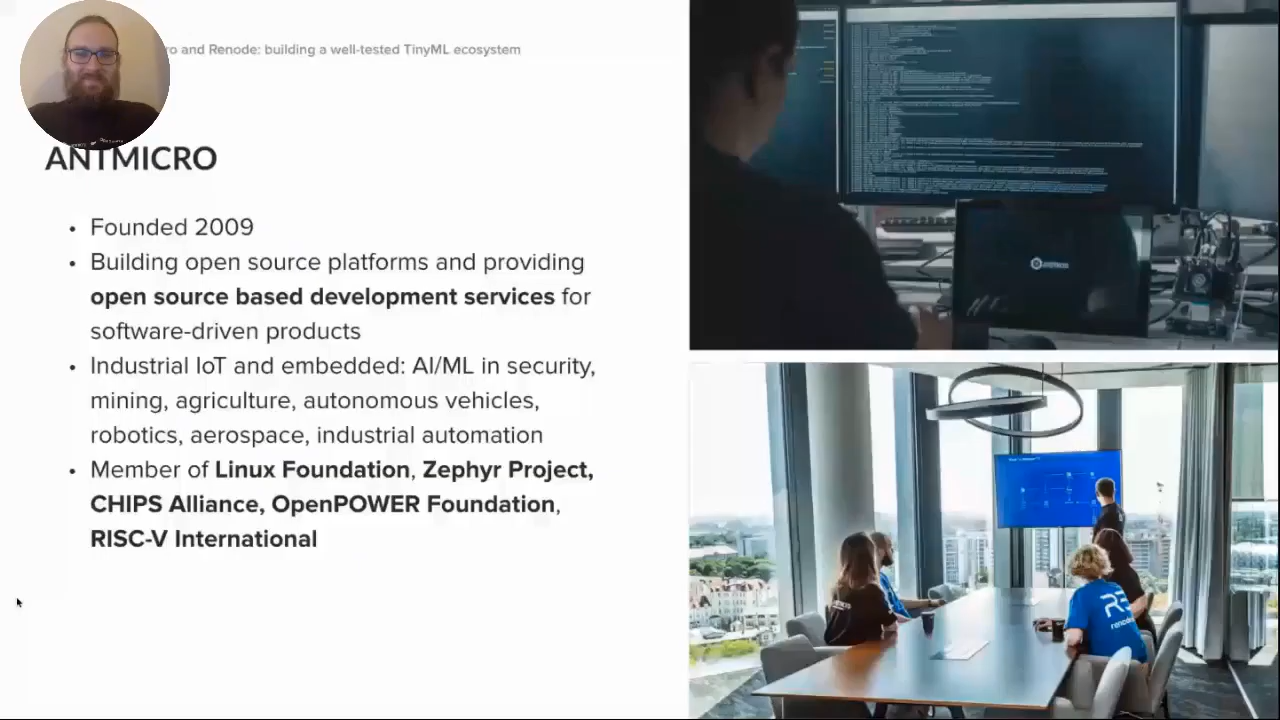 ro and Renode: building a well-tested TinyML ecosystem
ANTMICRO
• Founded 2009
• Building open source platforms and providing
open source based development services for
software-driven products
• Industrial IoT and embedded: AI/ML in security,
mining, agriculture, autonomous vehicles,
robotics, aerospace, industrial automation
• Member of Linux Foundation, Zephyr Project,
CHIPS Alliance, OpenPOWER Foundation,
RISC-V International
renode